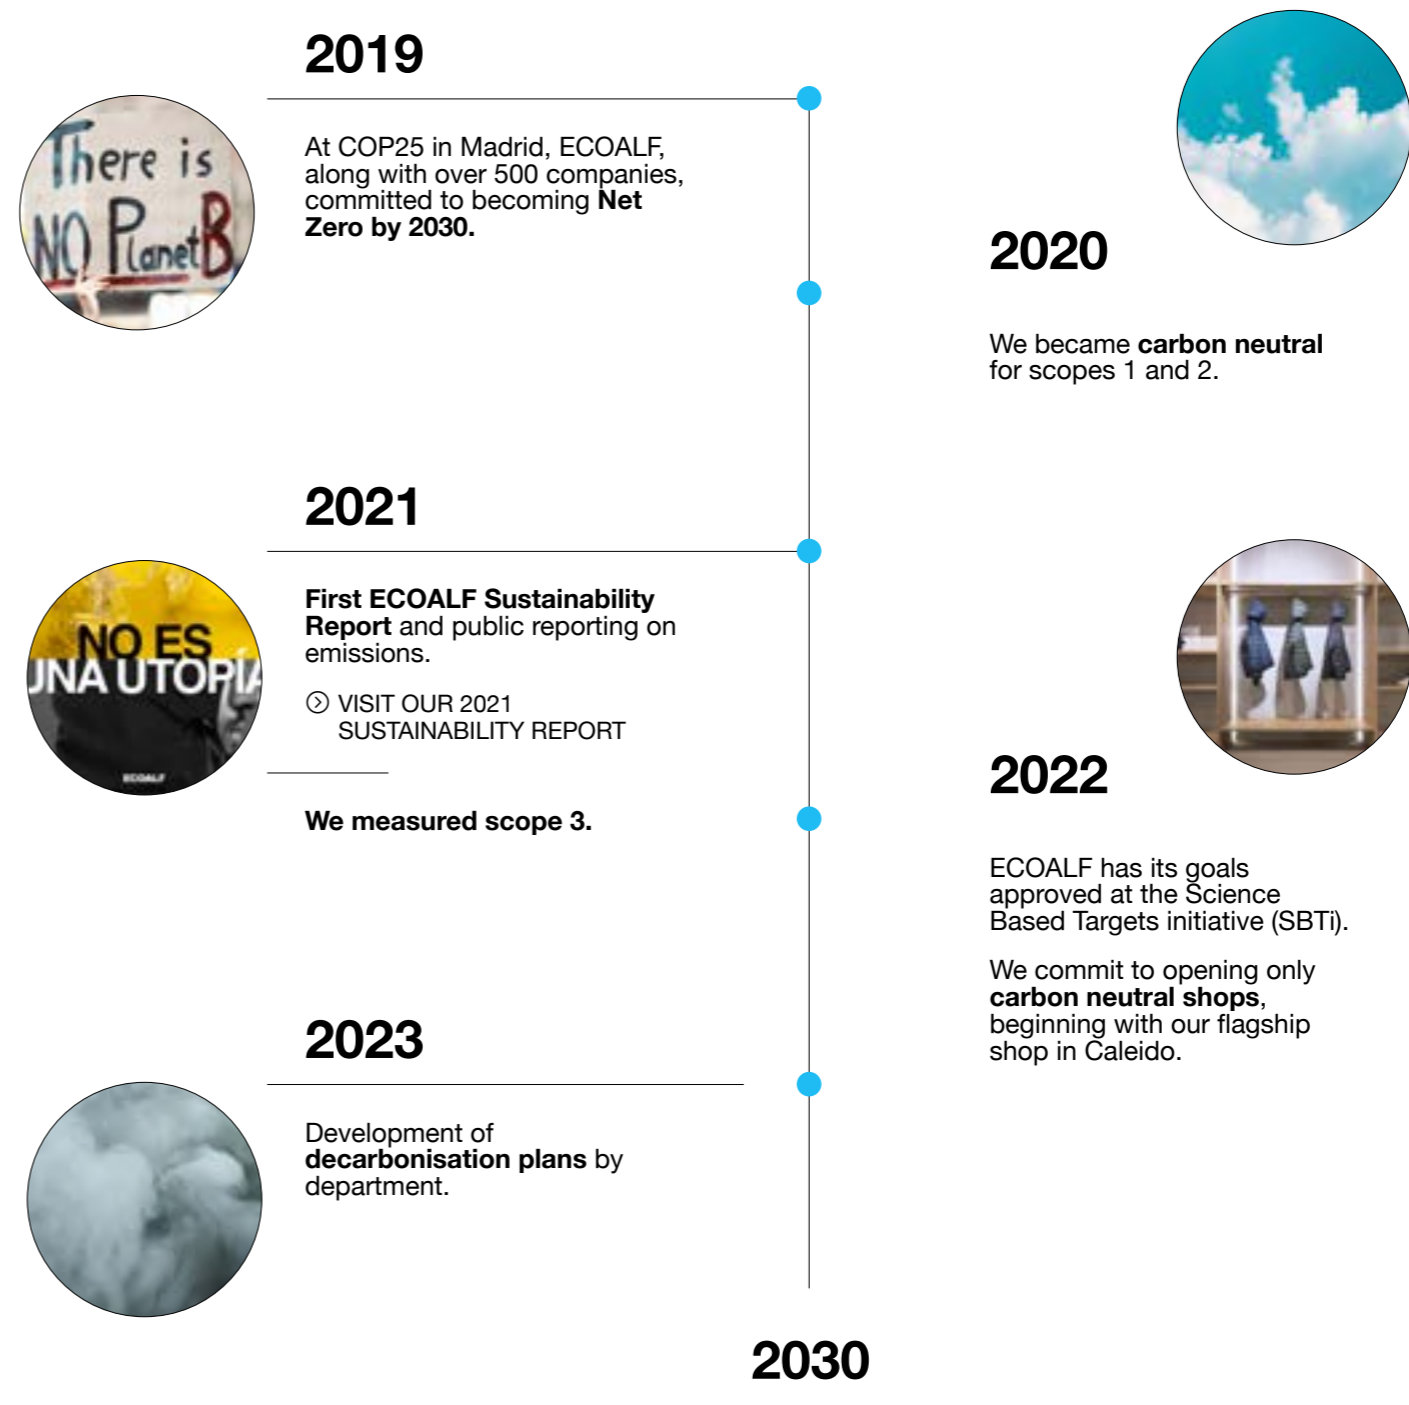 2019
There is
NO PlanetB
At COP25 in Madrid, ECOALF,
along with over 500 companies,
committed to becoming Net
Zero by 2030.
2020
We became carbon neutral
for scopes 1 and 2.
2021
NO ES
UNA UTOPÍA
ECOALF
First ECOALF Sustainability
Report and public reporting on
emissions.
VISIT OUR 2021
SUSTAINABILITY REPORT
We measured scope 3.
2022
ECOALF has its goals
approved at the Science
Based Targets initiative (SBTi).
We commit to opening only
carbon neutral shops,
beginning with our flagship
shop in Caleido.
2023
Development of
decarbonisation plans by
department.
2030